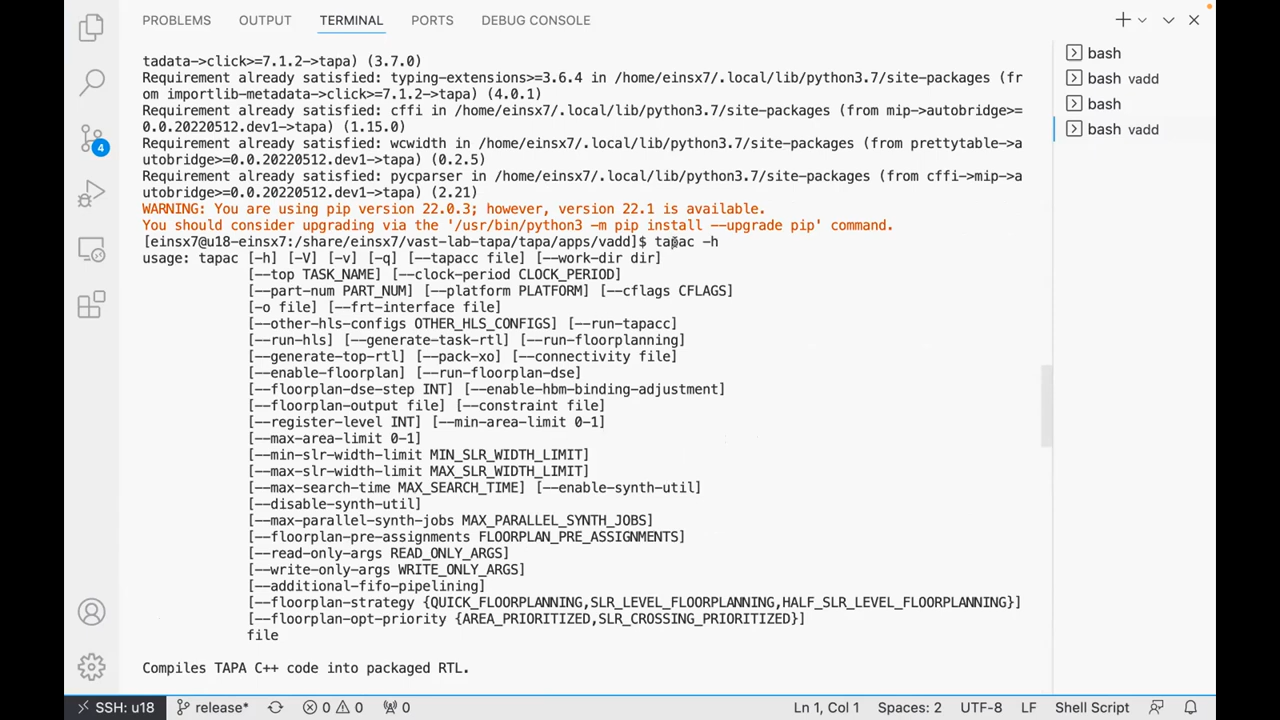 PROBLEMS OUTPUT TERMINAL PORTS DEBUG CONSOLE
tadata->click>=7.1.2->tapa) (3.7.0)
Requirement already satisfied: typing-extensions>=3.6.4 in /home/einsx7/.local/lib/python3.7/site-packages (fr
om importlib-metadata->click>=7.1.2->tapa) (4.0.1)
Requirement already satisfied: cffi in /home/einsx7/.local/lib/python3.7/site-packages (from mip->autobridge>=
0.0.20220512.dev1->tapa) (1.15.0)
Requirement already satisfied: wcwidth in /home/einsx7/.local/lib/python3.7/site-packages (from prettytable->a
utobridge>=0.0.20220512.dev1->tapa) (0.2.5)
Requirement already satisfied: pycparser in /home/einsx7/.local/lib/python3.7/site-packages (from cffi->mip->a
utobridge>=0.0.20220512.dev1->tapa) (2.21)
WARNING: You are using pip version 22.0.3; however, version 22.1 is available.
You should consider upgrading via the '/usr/bin/python3 -m pip install --upgrade pip' command.
[einsx7@u18-einsx7:/share/einsx7/vast-lab-tapa/tapa/apps/vadd]$ tapac -h
usage: tapac [-h] [-V] [-v] [-q] [--tapacc file] [--work-dir dir]
[--top TASK_NAME] [--clock-period CLOCK_PERIOD]
[--part-num PART_NUM] [--platform PLATFORM] [--cflags CFLAGS]
[-o file] [--frt-interface file]
[--other-hls-configs OTHER_HLS_CONFIGS] [--run-tapacc]
[--run-hls] [--generate-task-rtl] [--run-floorplanning]
[--generate-top-rtl] [--pack-xo] [--connectivity file]
[--enable-floorplan] [--run-floorplan-dse]
[--floorplan-dse-step INT] [--enable-hbm-binding-adjustment]
[--floorplan-output file] [--constraint file]
[--register-level INT] [--min-area-limit 0-1]
[--max-area-limit 0-1]
[--min-slr-width-limit MIN_SLR_WIDTH_LIMIT]
[--max-slr-width-limit MAX_SLR_WIDTH_LIMIT]
[--max-search-time MAX_SEARCH_TIME] [--enable-synth-util]
[--disable-synth-util]
[--max-parallel-synth-jobs MAX_PARALLEL_SYNTH_JOBS]
[--floorplan-pre-assignments FLOORPLAN_PRE_ASSIGNMENTS]
[--read-only-args READ_ONLY_ARGS]
[--write-only-args WRITE_ONLY_ARGS]
[--additional-fifo-pipelining]
[--floorplan-strategy {QUICK_FLOORPLANNING,SLR_LEVEL_FLOORPLANNING,HALF_SLR_LEVEL_FLOORPLANNING}]
[--floorplan-opt-priority {AREA_PRIORITIZED,SLR_CROSSING_PRIORITIZED}]
file
Compiles TAPA C++ code into packaged RTL.
bash
bash vadd
bash
bash vadd
4
SSH: u18 release* 0 0 0 Ln 1, Col 1 Spaces: 2 UTF-8 LF Shell Script